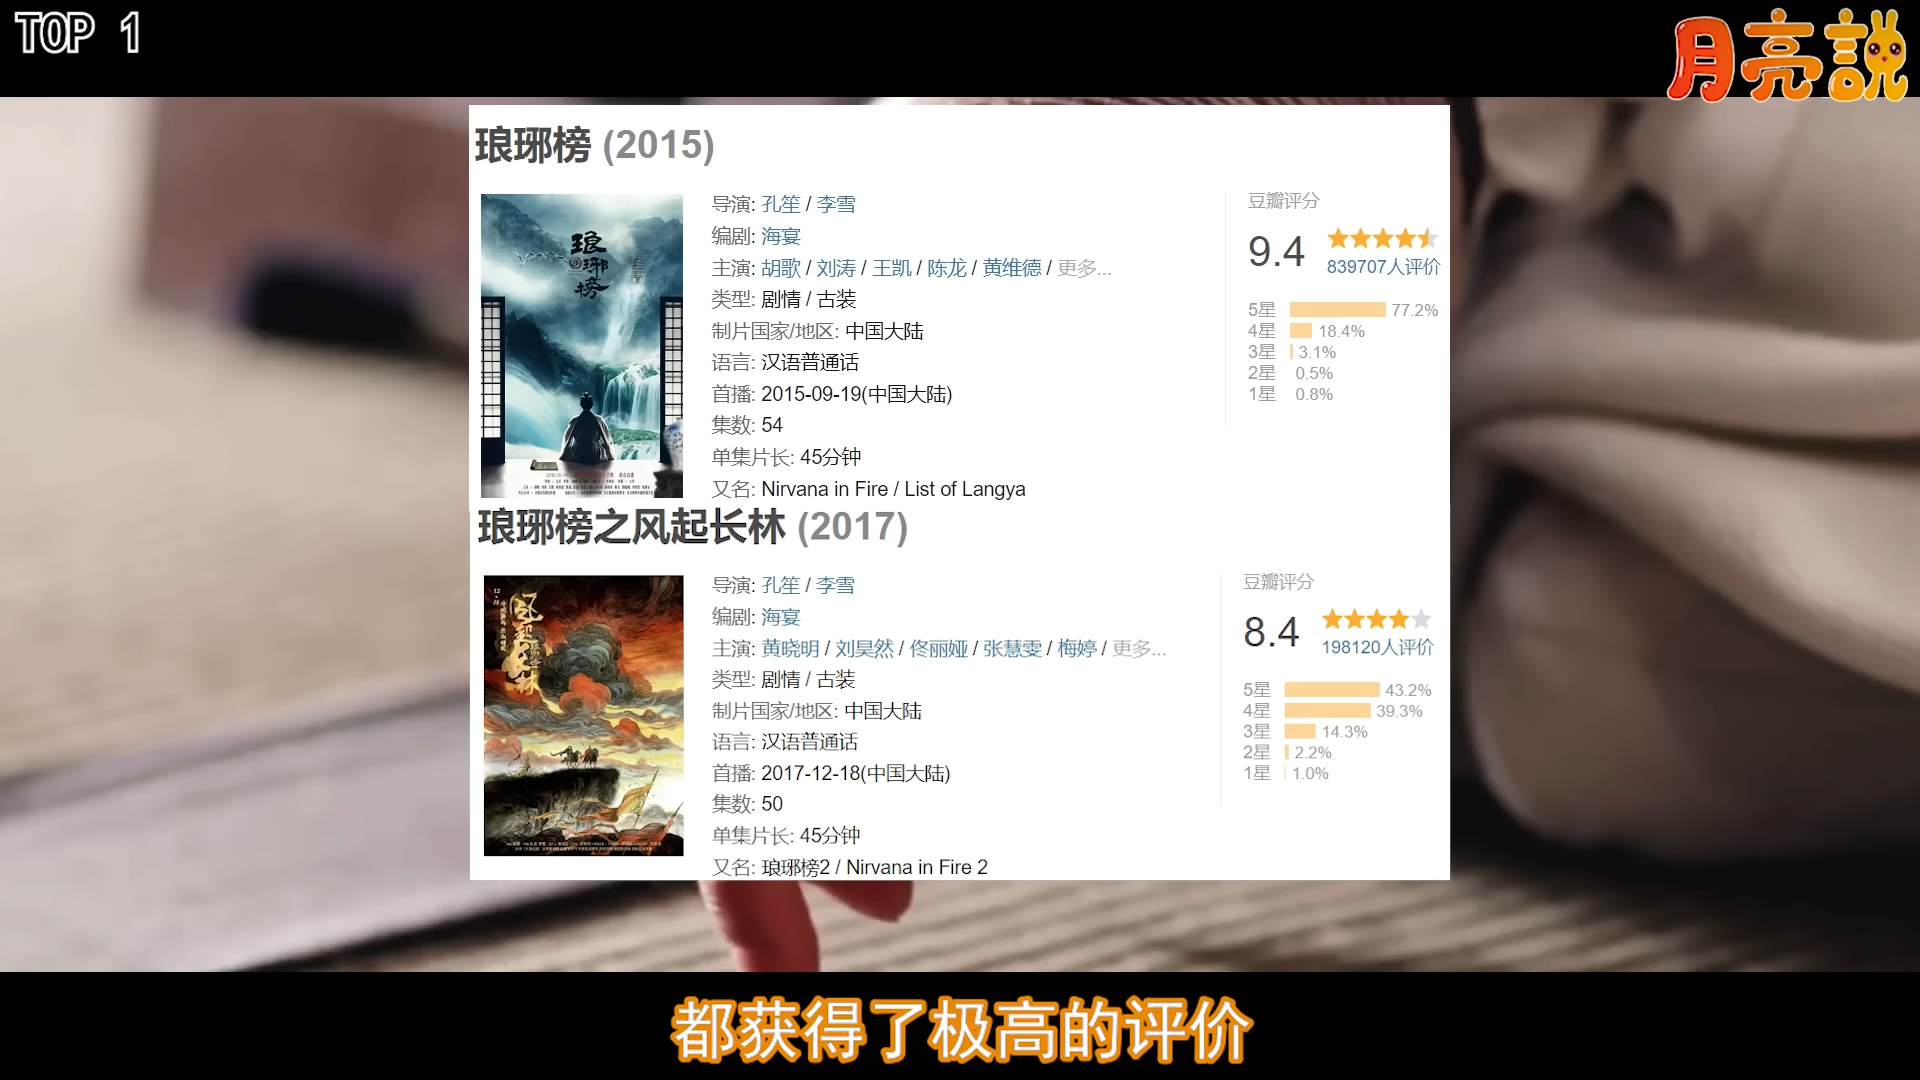 TOP 1
月亮說
琅琊榜 (2015)
琅琊榜
导演: 孔笙 / 李雪
编剧: 海宴
主演: 胡歌 / 刘涛 / 王凯 / 陈龙 / 黄维德 / 更多...
类型: 剧情 / 古装
制片国家/地区: 中国大陆
语言: 汉语普通话
首播: 2015-09-19(中国大陆)
集数: 54
单集片长: 45分钟
又名: Nirvana in Fire / List of Langya
豆瓣评分
9.4
839707人评价
5星 77.2%
4星 18.4%
3星 3.1%
2星 0.5%
1星 0.8%
琅琊榜之风起长林 (2017)
风起长林
导演: 孔笙 / 李雪
编剧: 海宴
主演: 黄晓明 / 刘昊然 / 佟丽娅 / 张慧雯 / 梅婷 / 更多...
类型: 剧情 / 古装
制片国家/地区: 中国大陆
语言: 汉语普通话
首播: 2017-12-18(中国大陆)
集数: 50
单集片长: 45分钟
又名: 琅琊榜2 / Nirvana in Fire 2
豆瓣评分
8.4
198120人评价
5星 43.2%
4星 39.3%
3星 14.3%
2星 2.2%
1星 1.0%
都获得了极高的评价